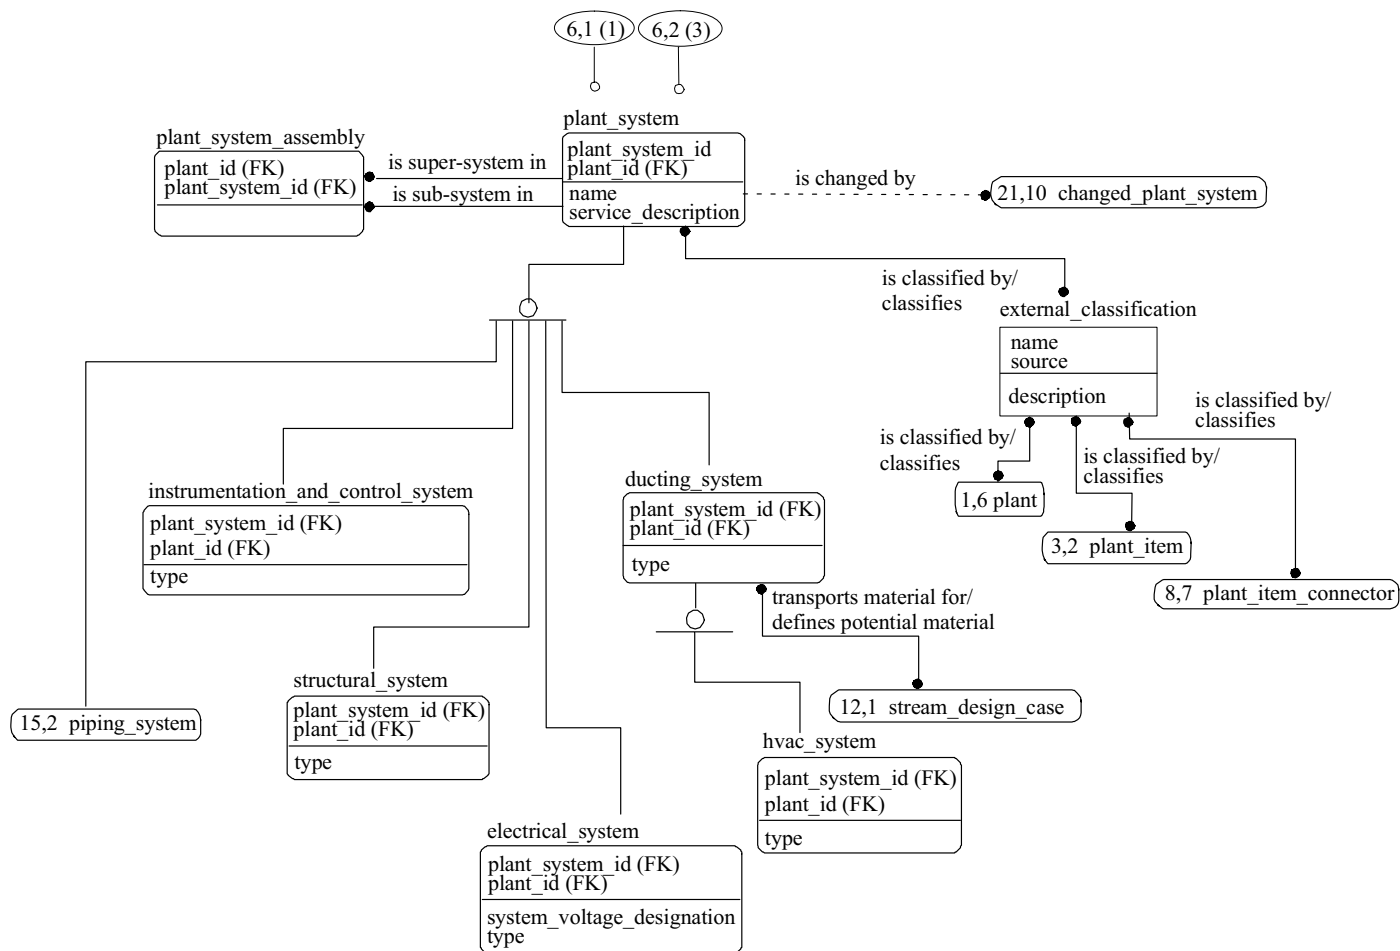 6,1 (1)
6,2 (3)
plant_system
plant_system_id
plant_id (FK)
name
service_description
plant_system_assembly
plant_id (FK)
plant_system_id (FK)
is super-system in
is sub-system in
is changed by
21,10 changed_plant_system
is classified by/
classifies
external_classification
name
source
description
is classified by/
classifies
is classified by/
classifies
is classified by/
classifies
1,6 plant
3,2 plant_item
8,7 plant_item_connector
instrumentation_and_control_system
plant_system_id (FK)
plant_id (FK)
type
ducting_system
plant_system_id (FK)
plant_id (FK)
type
transports material for/
defines potential material
12,1 stream_design_case
structural_system
plant_system_id (FK)
plant_id (FK)
type
15,2 piping_system
hvac_system
plant_system_id (FK)
plant_id (FK)
type
electrical_system
plant_system_id (FK)
plant_id (FK)
system_voltage_designation
type